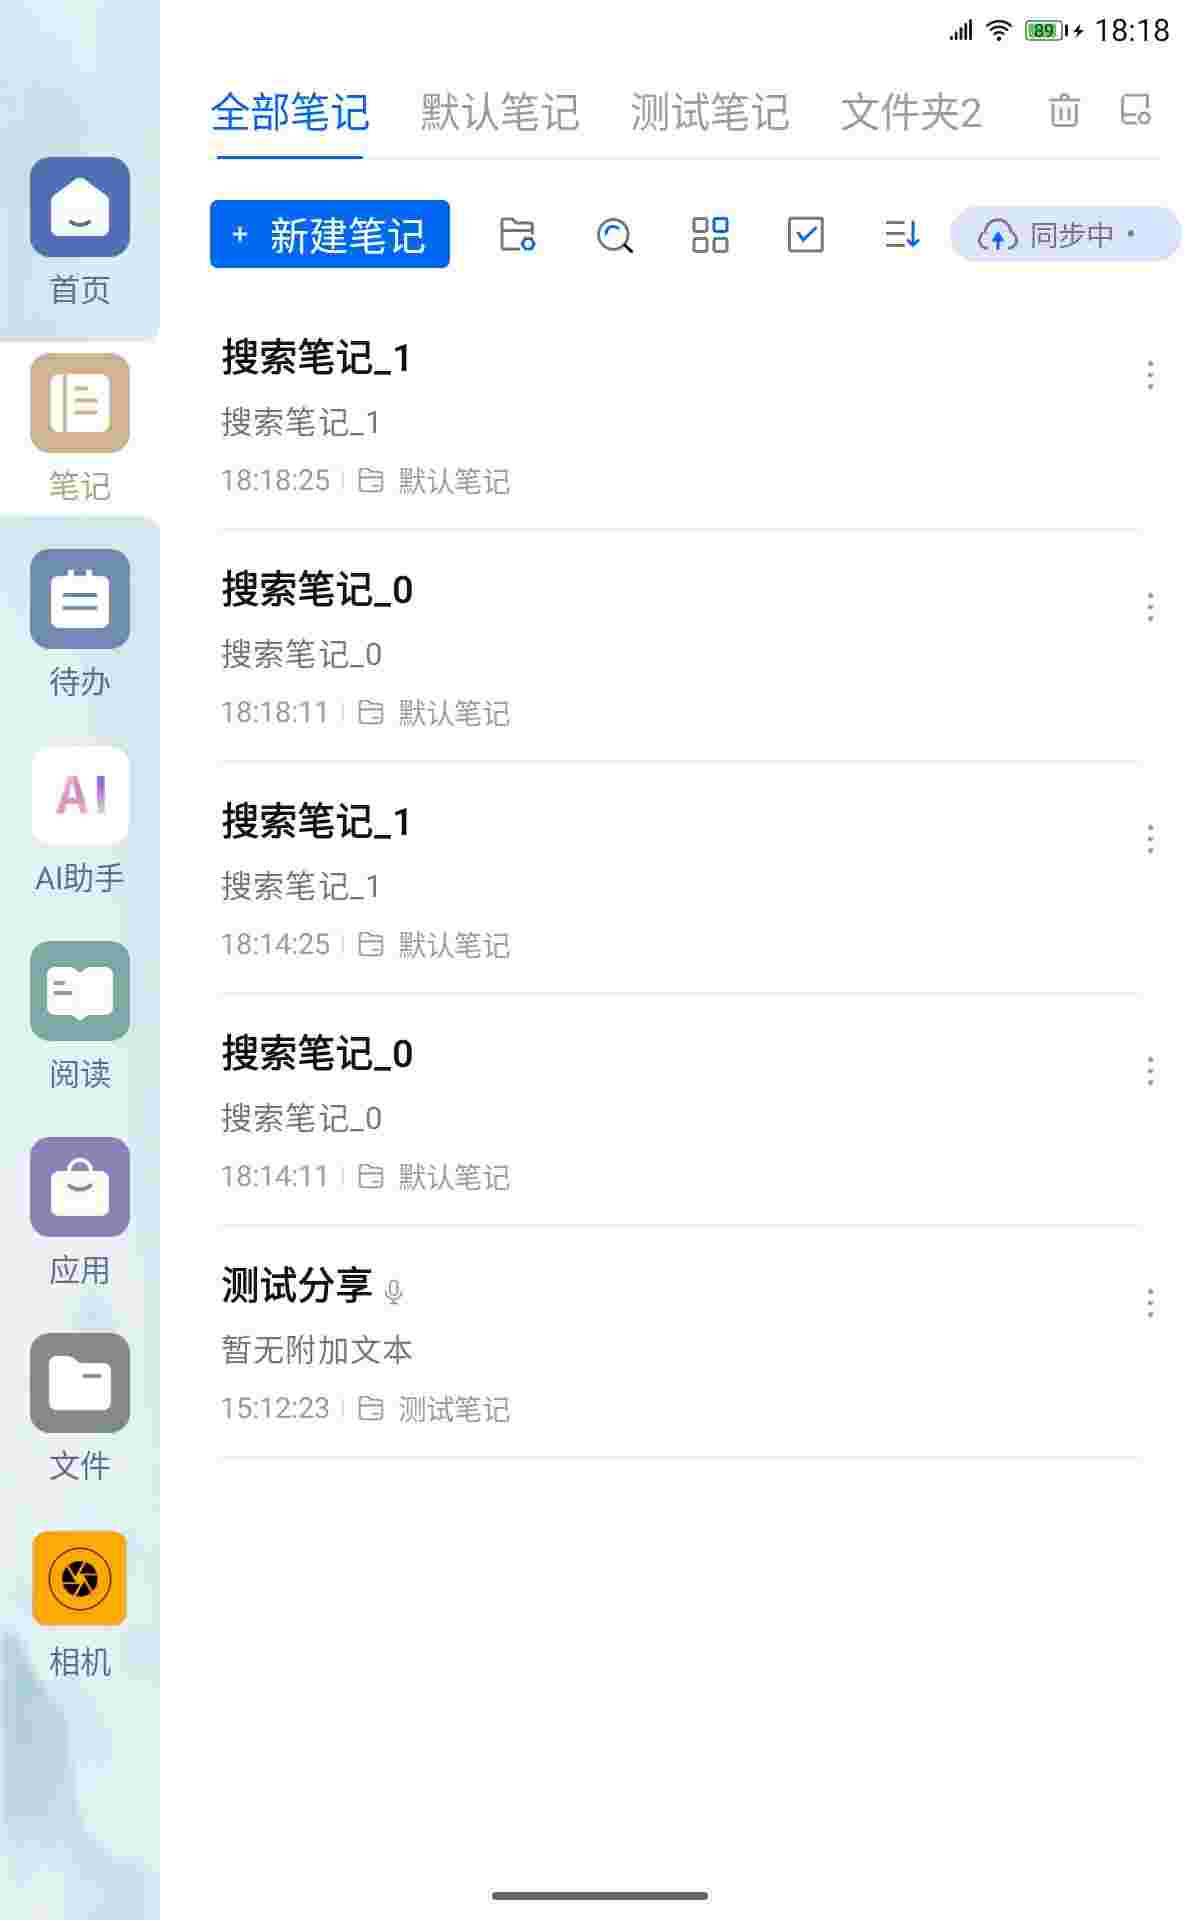 89 18:18
全部笔记 默认笔记 测试笔记 文件夹2
+ 新建笔记 同步中 ·
首页
笔记
待办
AI
AI助手
阅读
应用
文件
相机
搜索笔记_1
搜索笔记_1
18:18:25 默认笔记
搜索笔记_0
搜索笔记_0
18:18:11 默认笔记
搜索笔记_1
搜索笔记_1
18:14:25 默认笔记
搜索笔记_0
搜索笔记_0
18:14:11 默认笔记
测试分享
暂无附加文本
15:12:23 测试笔记